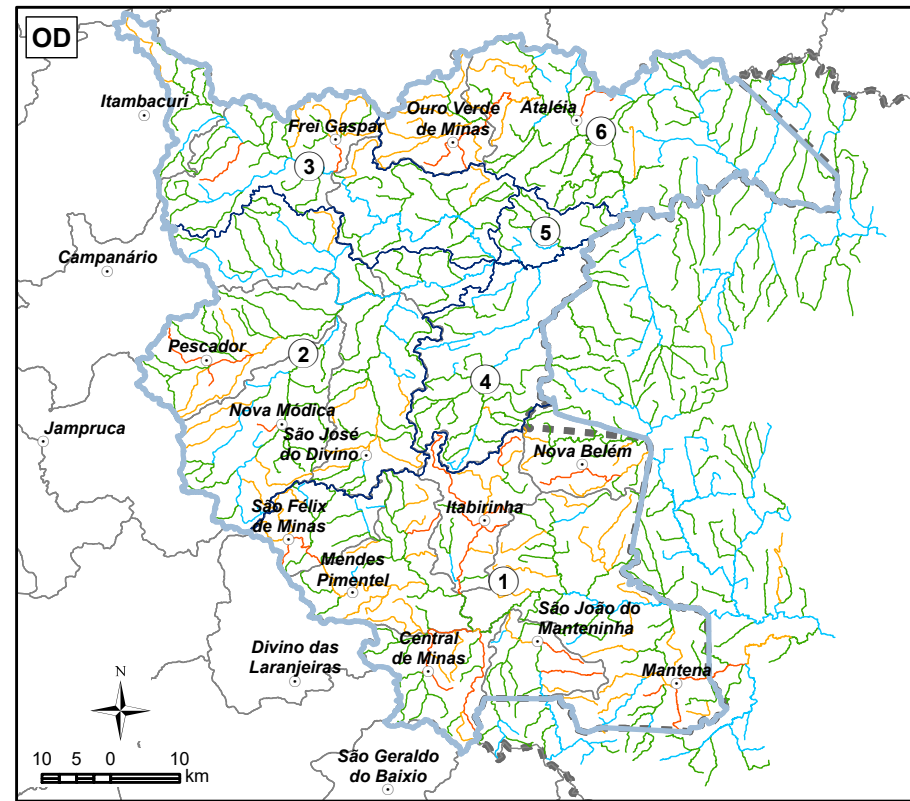 OD
Itambacuri
Frei Gaspar
Ouro Verde
de Minas
Ataléia
6
3
5
Campanário
Pescador
2
4
Nova Módica
São José
do Divino
Jampruca
Nova Belém
São Félix
de Minas
Itabirinha
Mendes
Pimentel
1
São João do
Manteninha
Divino das
Laranjeiras
Central
de Minas
Mantena
N
São Geraldo
do Baixio
10 5 0 10
km